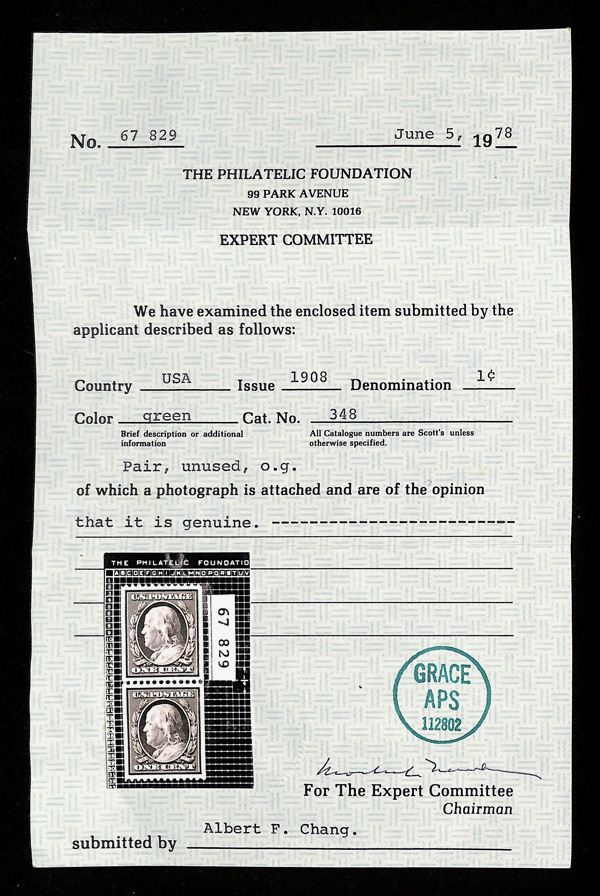 No. 67 829 June 5, 1978
THE PHILATELIC FOUNDATION
99 PARK AVENUE
NEW YORK, N.Y. 10016
EXPERT COMMITTEE
We have examined the enclosed item submitted by the
applicant described as follows:
Country USA Issue 1908 Denomination 1¢
Color green Cat. No. 348
Brief description or additional
information
All Catalogue numbers are Scott's unless
otherwise specified.
Pair, unused, o.g.
of which a photograph is attached and are of the opinion
that it is genuine. --------------------------
THE PHILATELIC FOUNDATIO
ABCDEFGHIJKLMNOPQRSTUV
U.S. POSTAGE
ONE CENT
67 829
U.S. POSTAGE
ONE CENT
GRACE
APS
112802
For The Expert Committee
Chairman
submitted by Albert F. Chang.